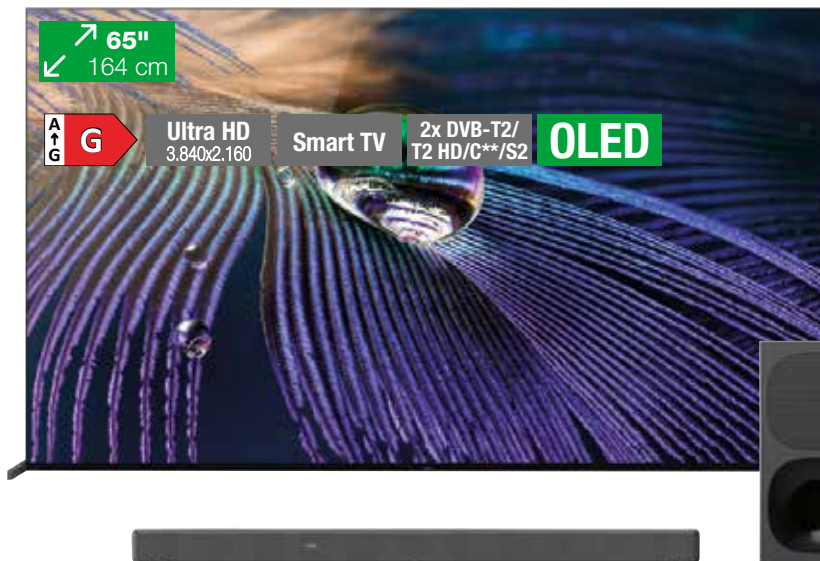 65"
164 cm
A
G
G
Ultra HD
3.840x2.160
Smart TV
2x DVB-T2/
T2 HD/C**/S2
OLED